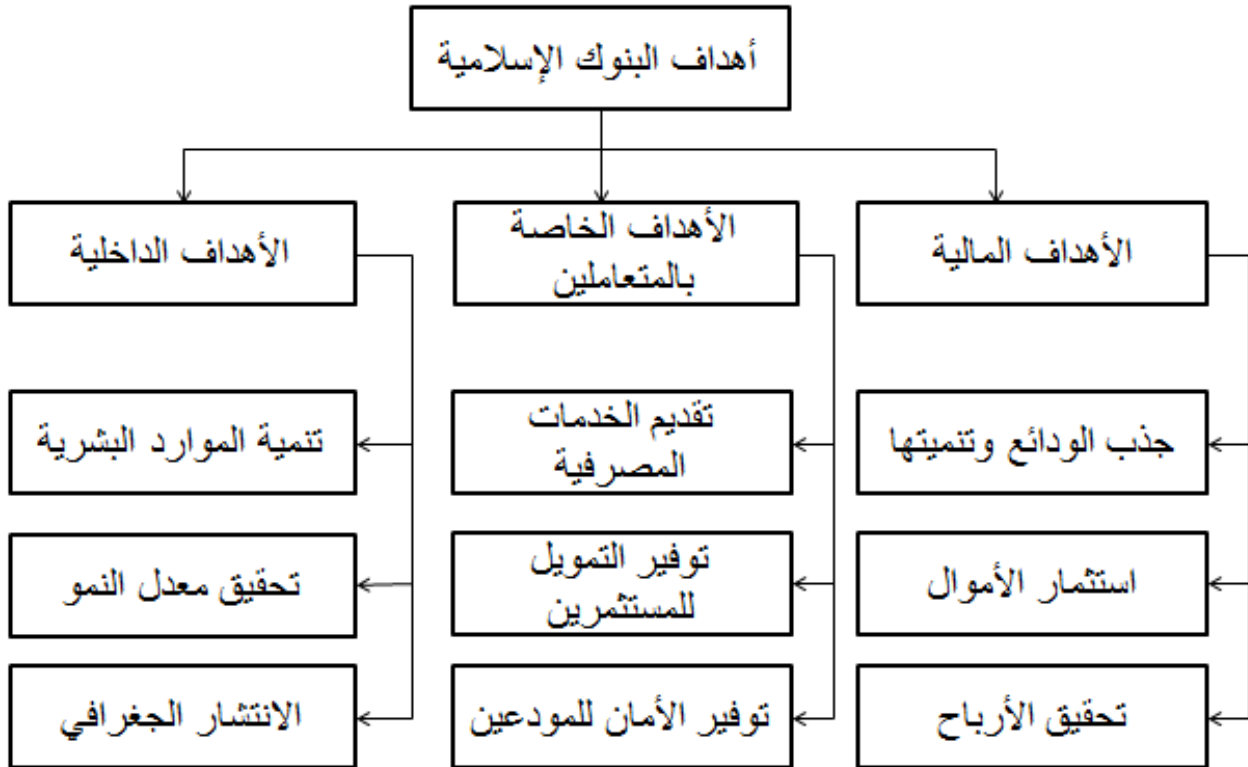 أهداف البنوك الإسلامية
الأهداف المالية
الأهداف الخاصة
بالمتعاملين
الأهداف الداخلية
جذب الودائع وتنميتها
تقديم الخدمات
المصرفية
تنمية الموارد البشرية
استثمار الأموال
توفير التمويل
للمستثمرين
تحقيق معدل النمو
تحقيق الأرباح
توفير الأمان للمودعين
الانتشار الجغرافي